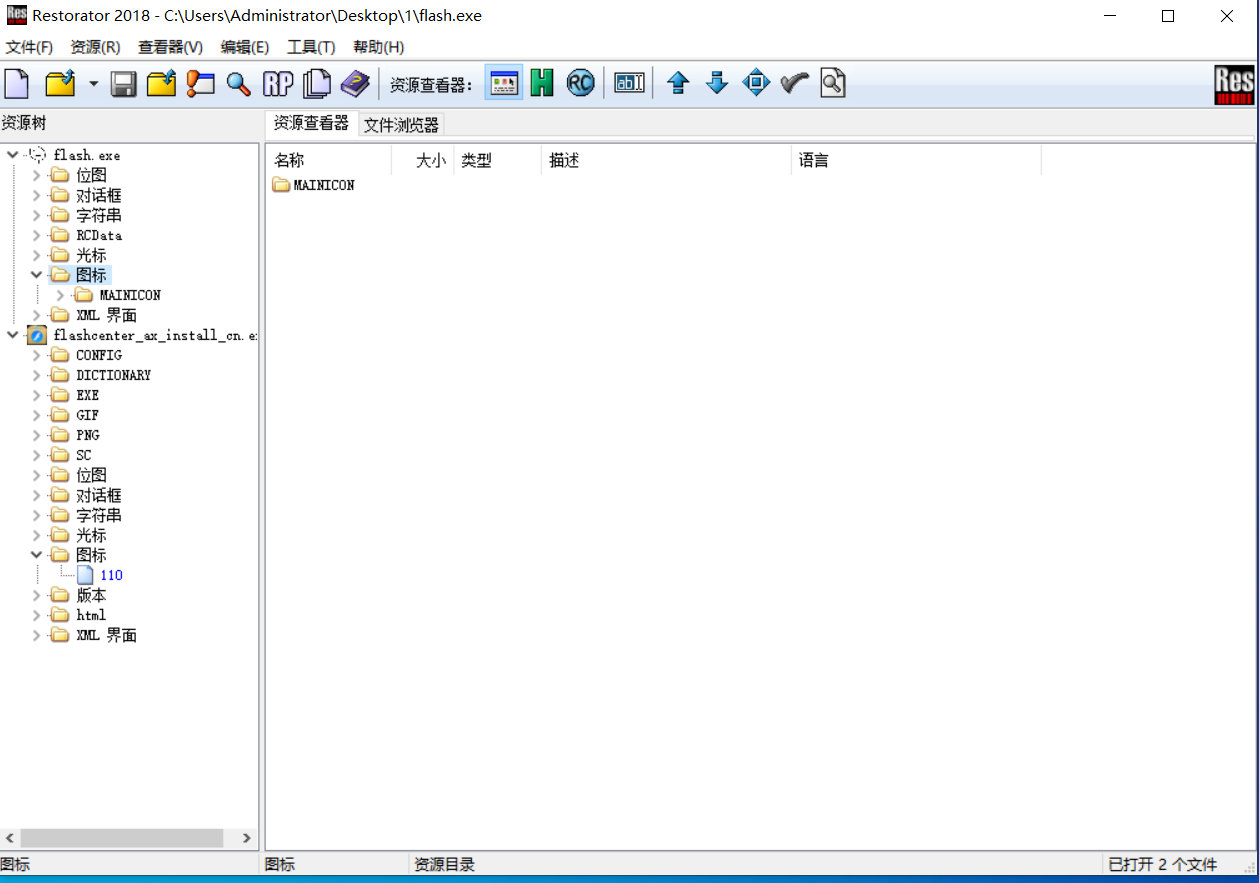 Res Restorator 2018 - C:\Users\Administrator\Desktop\1\flash.exe
文件(F) 资源(R) 查看器(V) 编辑(E) 工具(T) 帮助(H)
RP 资源查看器: H RC abI Res
资源树 资源查看器 文件浏览器
名称 大小 类型 描述 语言
MAINICON
flash.exe
位图
对话框
字符串
RCData
光标
图标
MAINICON
XML 界面
flashcenter_ax_install_cn.e
CONFIG
DICTIONARY
EXE
GIF
PNG
SC
位图
对话框
字符串
光标
图标
110
版本
html
XML 界面
图标 图标 资源目录 已打开 2 个文件